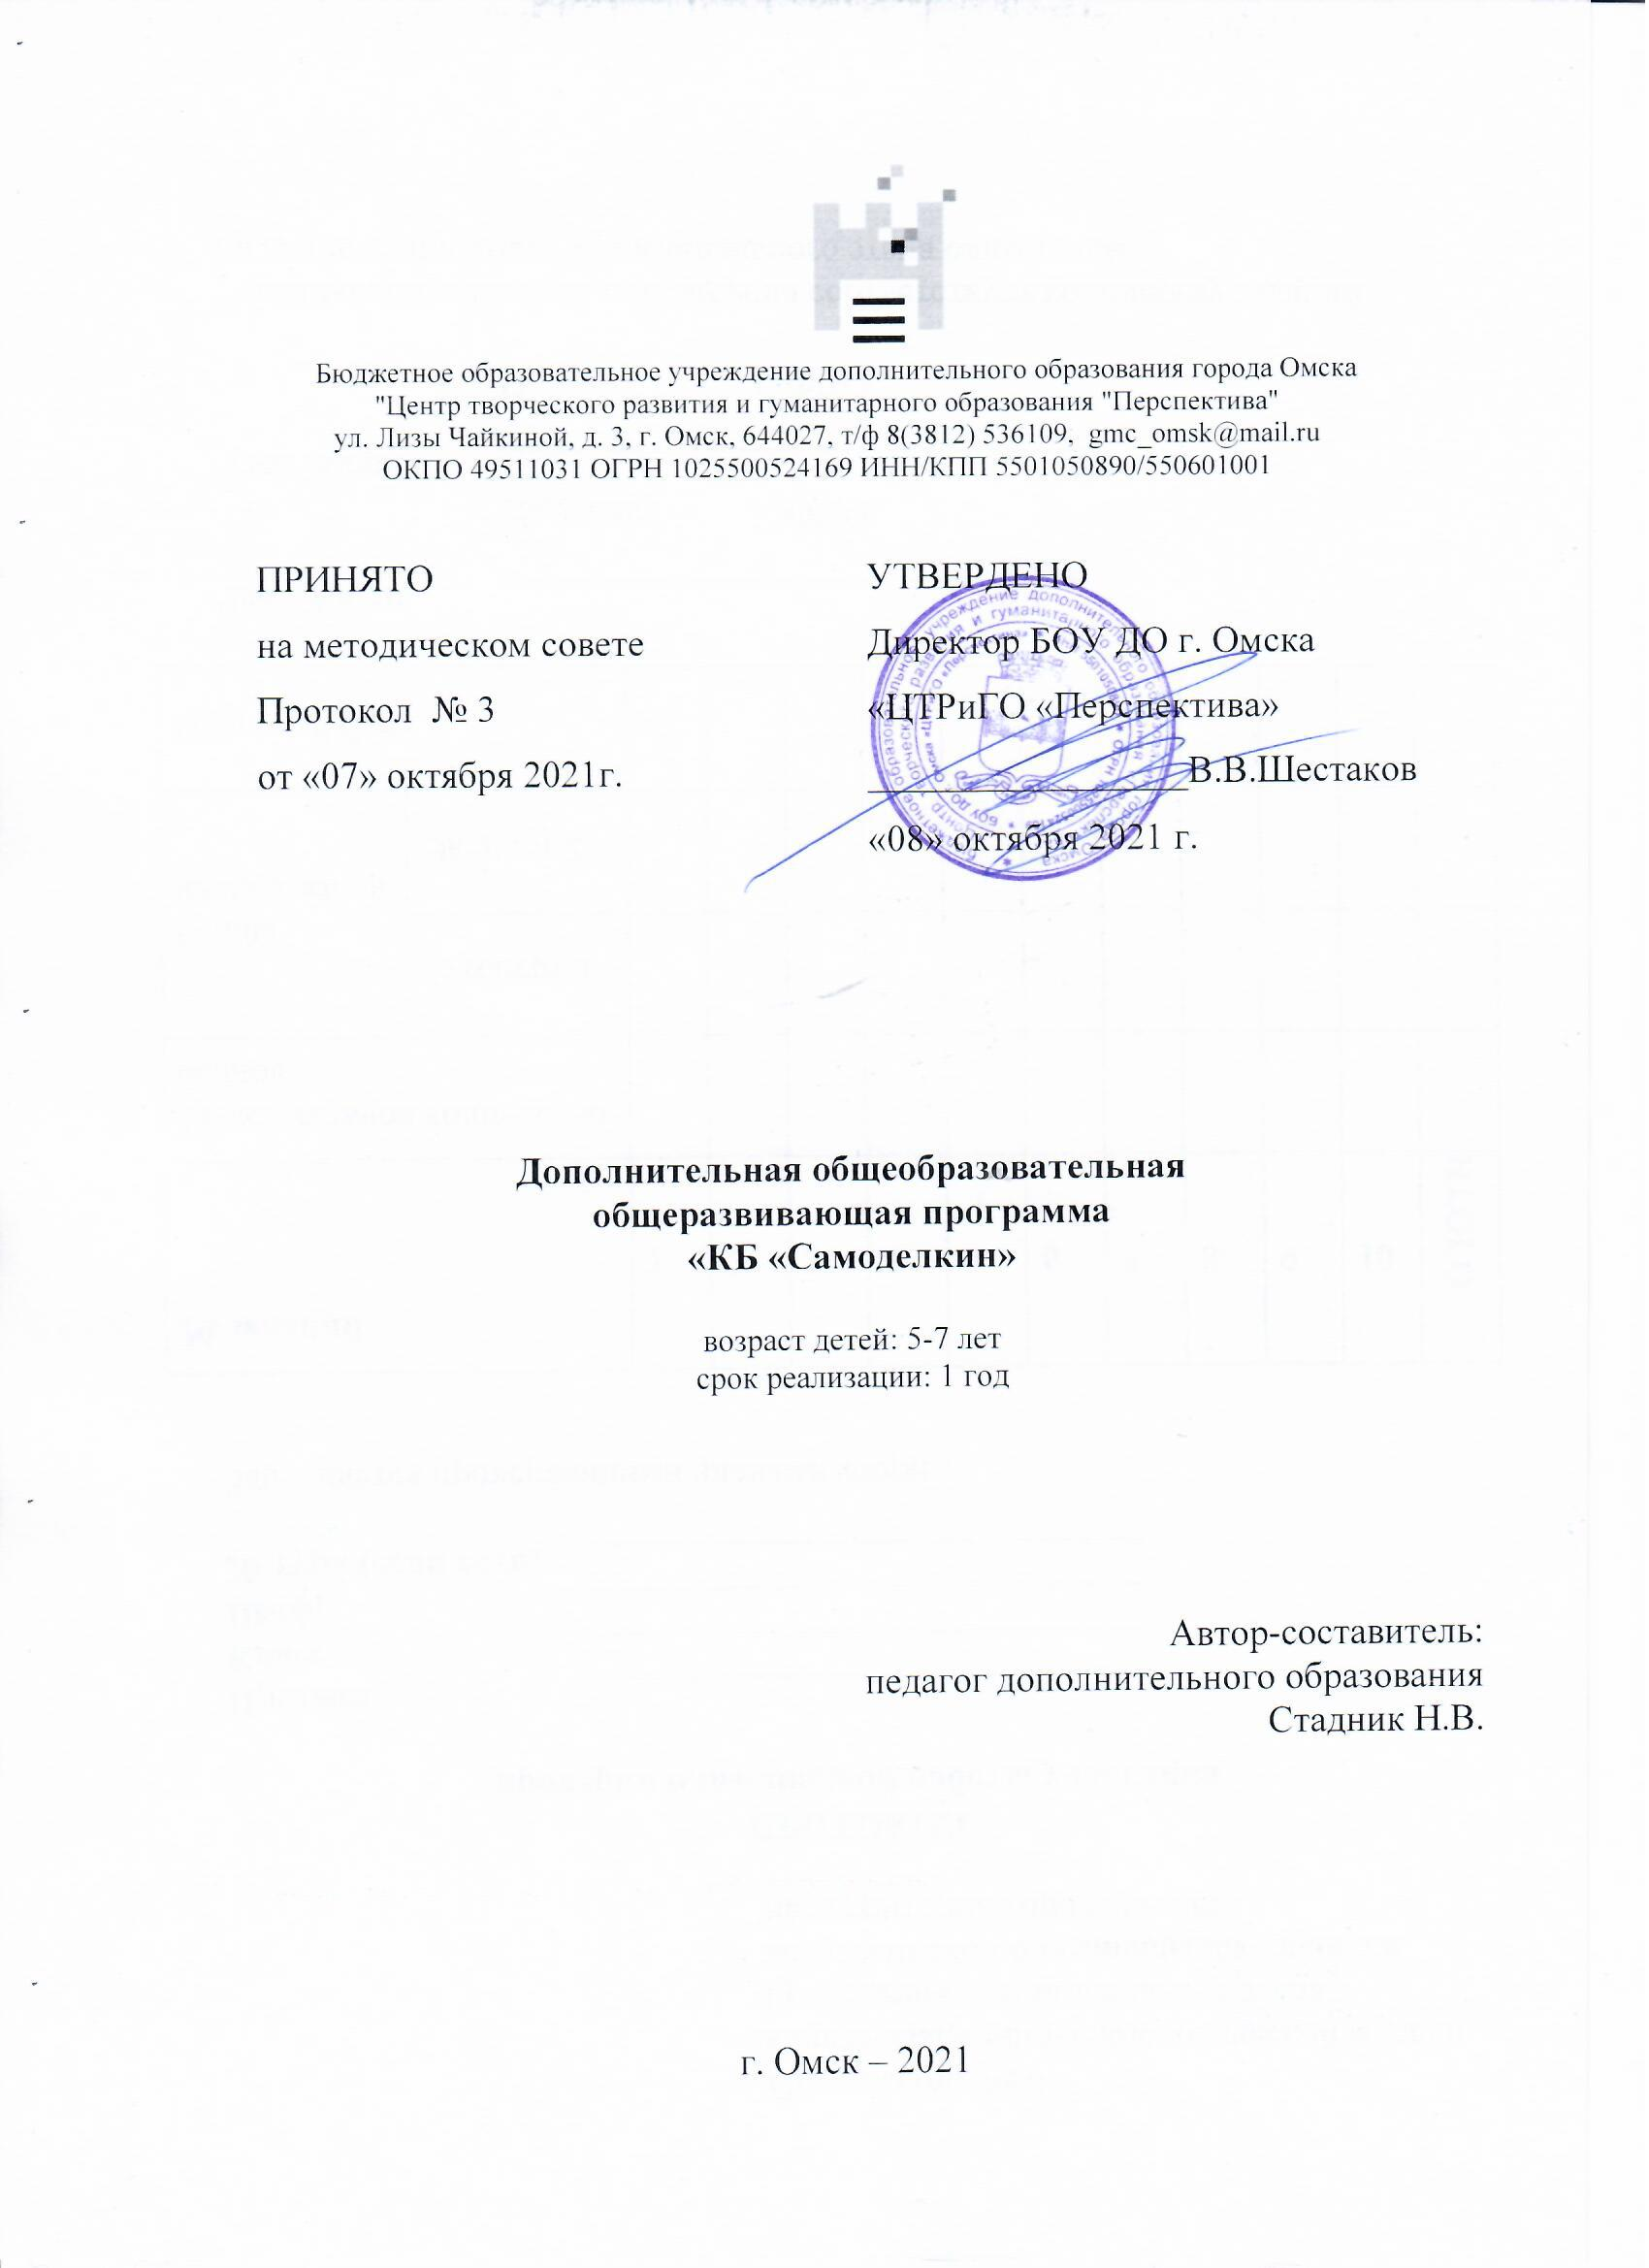 Бюджетное образовательное учреждение дополнительного образования города Омска
"Центр творческого развития и гуманитарного образования "Перспектива"
ул. Лизы Чайкиной, д. 3, г. Омск, 644027, т/ф 8(3812) 536109, gmc_omsk@mail.ru
ОКПО 49511031 ОГРН 1025500524169 ИНН/КПП 5501050890/550601001
ПРИНЯТО
на методическом совете
Протокол № 3
от «07» октября 2021г.
УТВЕРДЕНО
Директор БОУ ДО г. Омска
«ЦТРиГО «Перспектива»
В.В.Шестаков
«08» октября 2021 г.
Дополнительная общеобразовательная
общеразвивающая программа
«КБ «Самоделкин»
возраст детей: 5-7 лет
срок реализации: 1 год
Автор-составитель:
педагог дополнительного образования
Стадник Н.В.
г. Омск – 2021